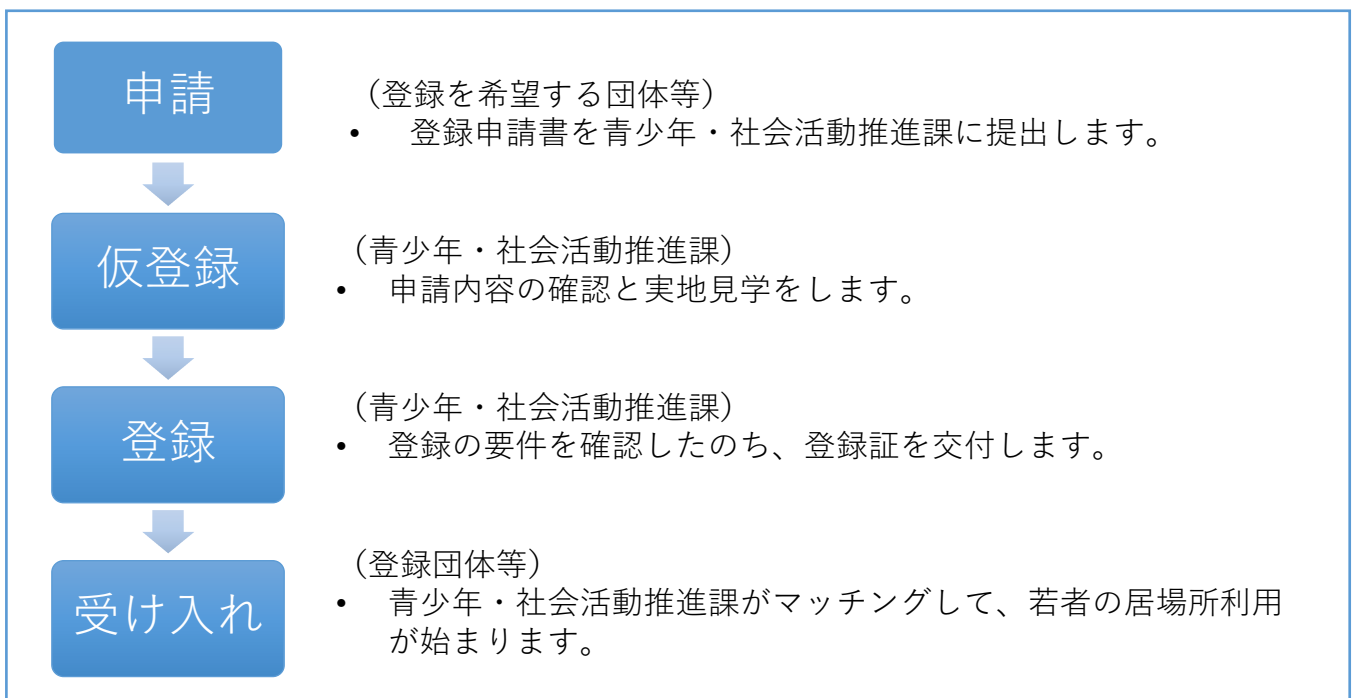 申請
（登録を希望する団体等）
• 登録申請書を青少年・社会活動推進課に提出します。
仮登録
（青少年・社会活動推進課）
• 申請内容の確認と実地見学をします。
登録
（青少年・社会活動推進課）
• 登録の要件を確認したのち、登録証を交付します。
受け入れ
（登録団体等）
• 青少年・社会活動推進課がマッチングして、若者の居場所利用
が始まります。